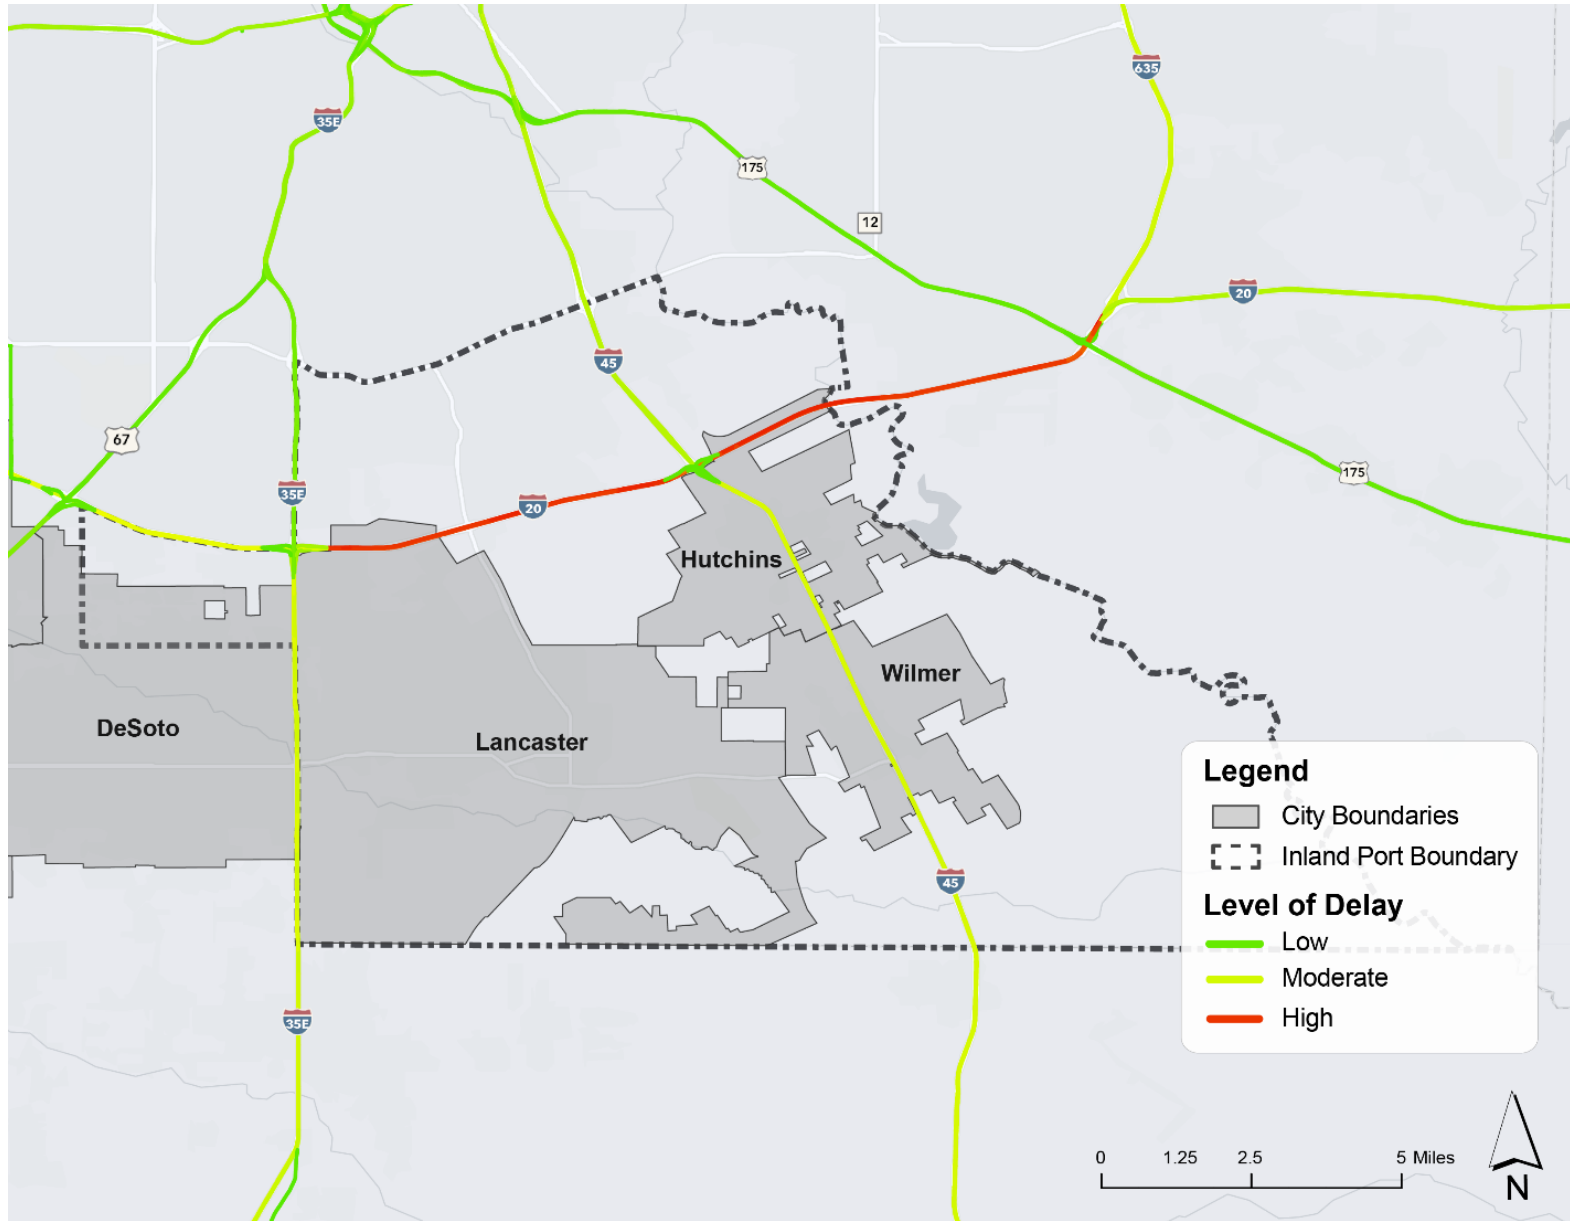 635
35E
175
12
20
45
67
35E
20
175
Hutchins
Wilmer
DeSoto
Lancaster
45
35E
Legend
City Boundaries
Inland Port Boundary
Level of Delay
Low
Moderate
High
0 1.25 2.5 5 Miles
N